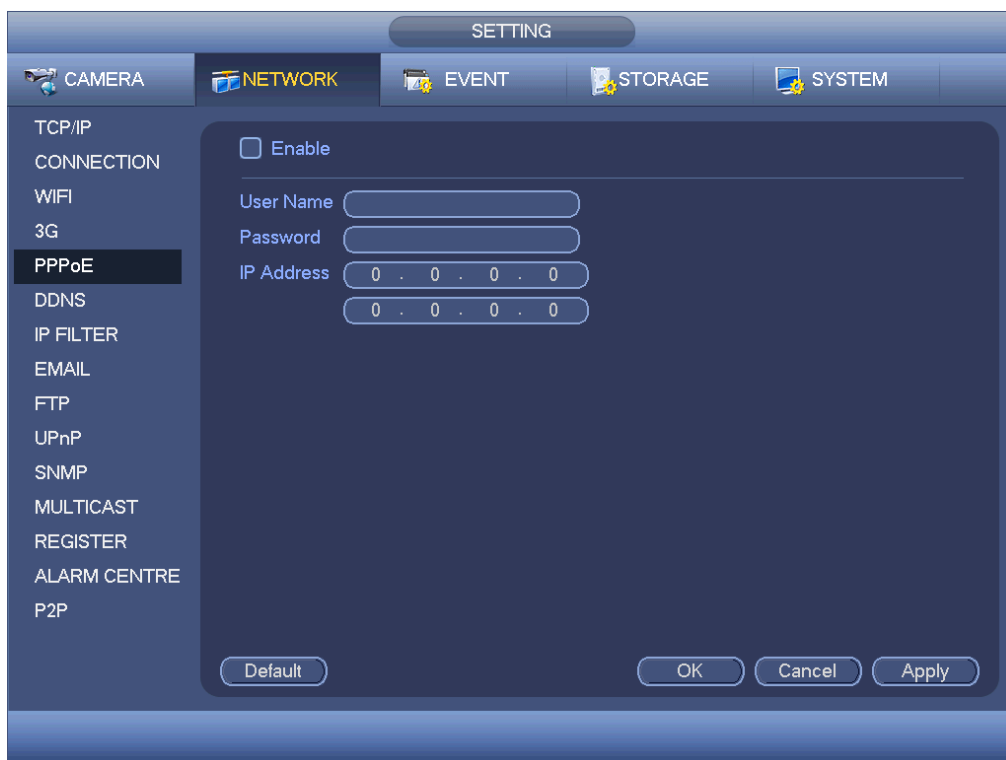 SETTING
CAMERA NETWORK EVENT STORAGE SYSTEM
TCP/IP
CONNECTION
WIFI
3G
PPPoE
DDNS
IP FILTER
EMAIL
FTP
UPnP
SNMP
MULTICAST
REGISTER
ALARM CENTRE
P2P
Enable
User Name
Password
IP Address 0 . 0 . 0 . 0
0 . 0 . 0 . 0
Default OK Cancel Apply